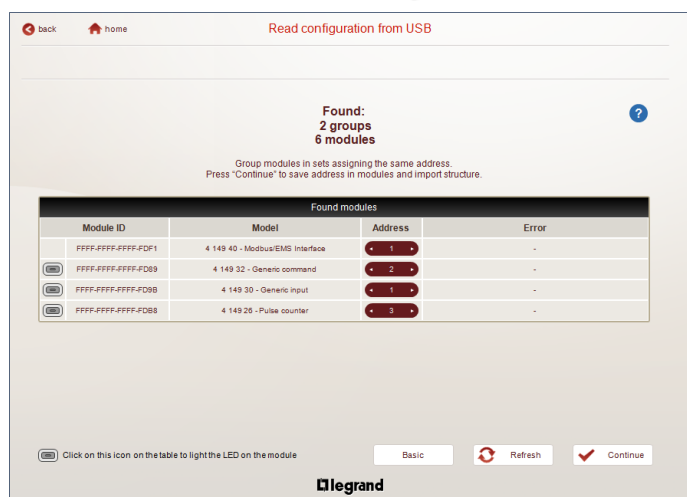 back
home
Read configuration from USB
Found:
2 groups
6 modules
?
Group modules in sets assigning the same address.
Press "Continue" to save address in modules and import structure.
Found modules
Module ID Model Address Error
FFFF-FFFF-FFFF-FDF1 4 149 40 - Modbus/EMS Interface 1 -
FFFF-FFFF-FFFF-FD89 4 149 32 - Generic command 2 -
FFFF-FFFF-FFFF-FD9B 4 149 30 - Generic input 1 -
FFFF-FFFF-FFFF-FDB8 4 149 26 - Pulse counter 3 -
Click on this icon on the table to light the LED on the module
Basic
Refresh
Continue
legrand